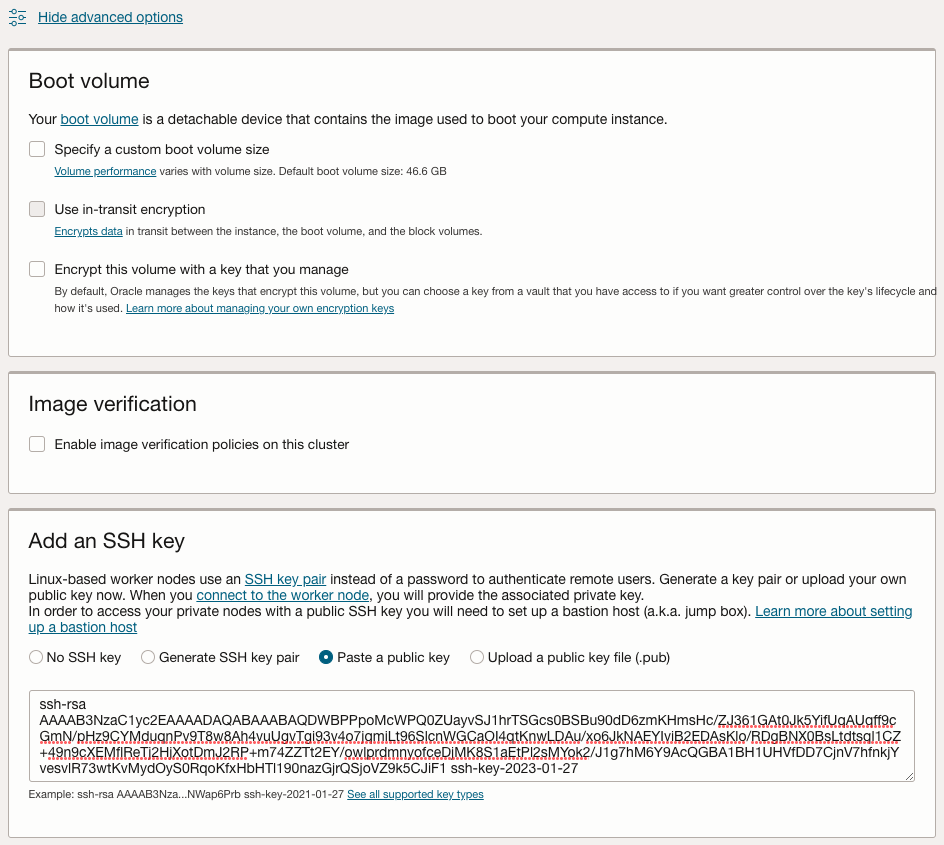 Hide advanced options
Boot volume
Your boot volume is a detachable device that contains the image used to boot your compute instance.
Specify a custom boot volume size
Volume performance varies with volume size. Default boot volume size: 46.6 GB
Use in-transit encryption
Encrypts data in transit between the instance, the boot volume, and the block volumes.
Encrypt this volume with a key that you manage
By default, Oracle manages the keys that encrypt this volume, but you can choose a key from a vault that you have access to if you want greater control over the key's lifecycle and
how it's used. Learn more about managing your own encryption keys
Image verification
Enable image verification policies on this cluster
Add an SSH key
Linux-based worker nodes use an SSH key pair instead of a password to authenticate remote users. Generate a key pair or upload your own
public key now. When you connect to the worker node, you will provide the associated private key.
In order to access your private nodes with a public SSH key you will need to set up a bastion host (a.k.a. jump box). Learn more about setting
up a bastion host
No SSH key Generate SSH key pair Paste a public key Upload a public key file (.pub)
ssh-rsa
AAAAB3NzaC1yc2EAAAADAQABAAABAQDWBPPpoMcWPQ0ZUayvSJ1hrTSGcs0BSBu90dD6zmKHmsHc/ZJ361GAt0Jk5YifUgAUqff9c
GmN/pHz9CYMduqnPv9T8w8Ah4vuUgvTqi93v4o7jgmiLt96SlcnWGCaOl4qtKnwLDAu/xo6JkNAEYIvjB2EDAsKlo/RDgBNX0BsLtdtsgl1CZ
+49n9cXEMflReTj2HjXotDmJ2RP+m74ZZTt2EY/owlprdmnyofceDjMK8S1aEtPl2sMYok2/J1g7hM6Y9AcQGBA1BH1UHVfDD7CjnV7hfnkjY
vesvlR73wtKvMydOyS0RqoKfxHbHTl190nazGjrQSjoVZ9k5CJiF1 ssh-key-2023-01-27
Example: ssh-rsa AAAAB3Nza...NWap6Prb ssh-key-2021-01-27 See all supported key types